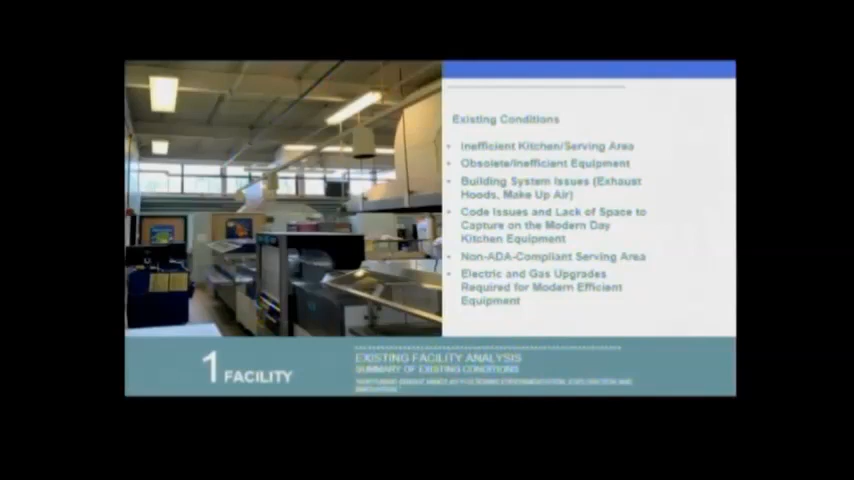 Existing Conditions
• Inefficient Kitchen/Serving Area
• Obsolete/Inefficient Equipment
• Building System Issues (Exhaust
Hoods, Make Up Air)
• Code Issues and Lack of Space to
Capture on the Modern Day
Kitchen Equipment
• Non-ADA-Compliant Serving Area
• Electric and Gas Upgrades
Required for Modern Efficient
Equipment
1 FACILITY
EXISTING FACILITY ANALYSIS
SUMMARY OF EXISTING CONDITIONS